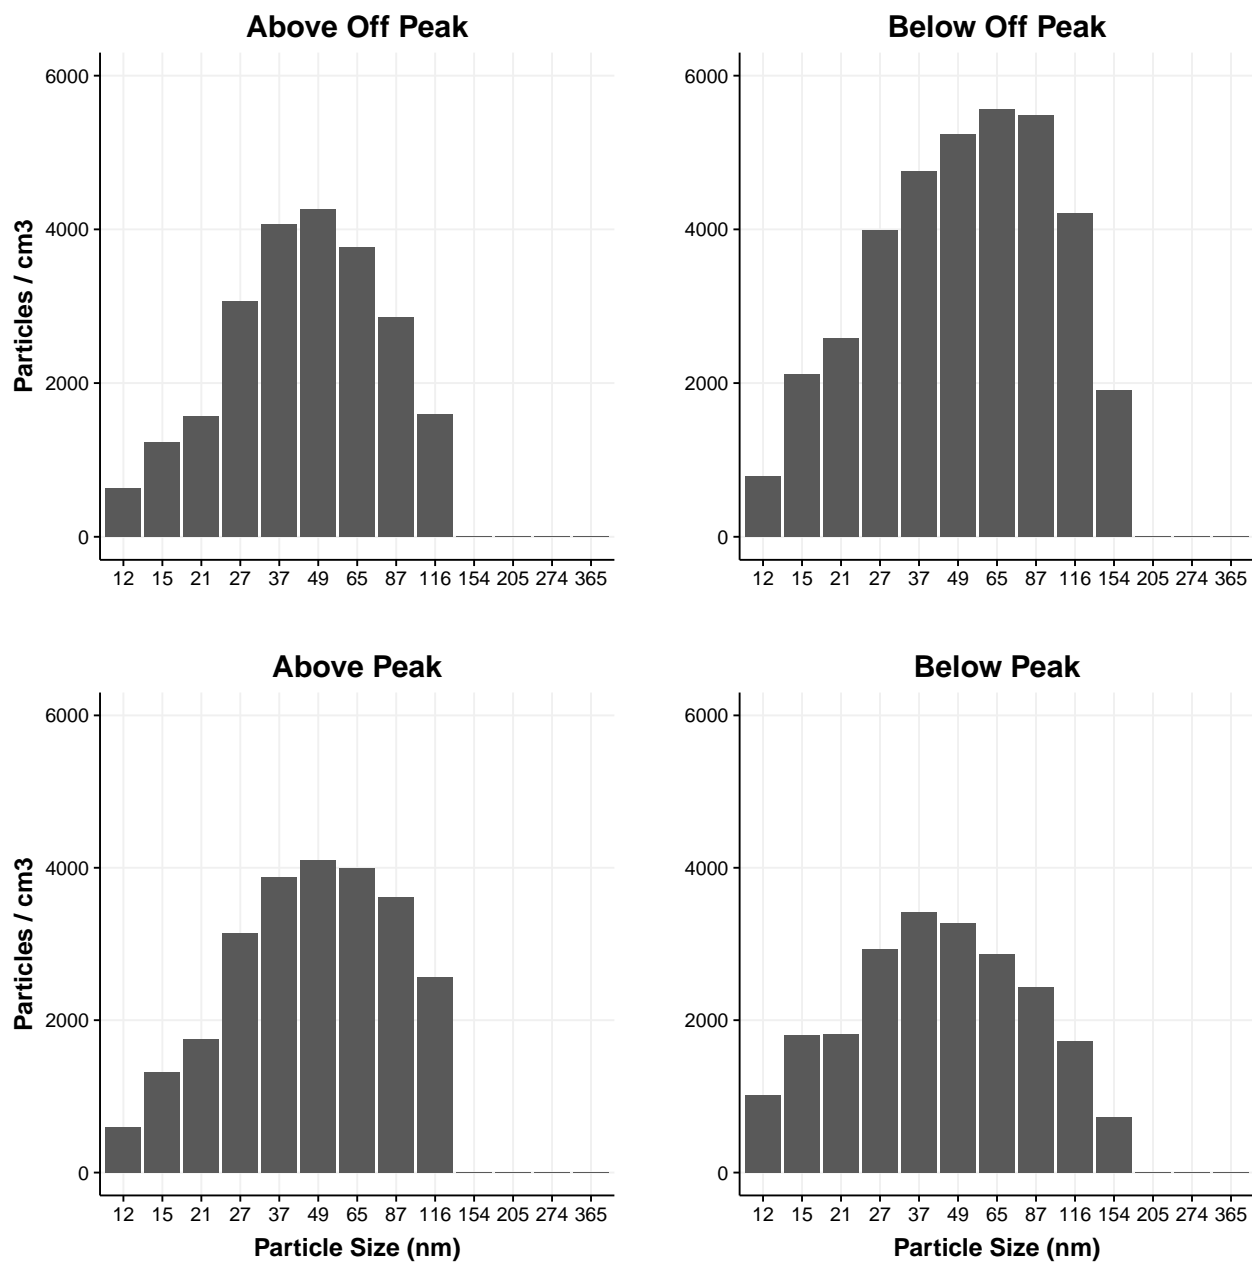 Above Off Peak
Particles / cm3
6000
4000
2000
0
12 15 21 27 37 49 65 87 116 154 205 274 365
Below Off Peak
6000
4000
2000
0
12 15 21 27 37 49 65 87 116 154 205 274 365
Above Peak
Particles / cm3
6000
4000
2000
0
12 15 21 27 37 49 65 87 116 154 205 274 365
Particle Size (nm)
Below Peak
6000
4000
2000
0
12 15 21 27 37 49 65 87 116 154 205 274 365
Particle Size (nm)